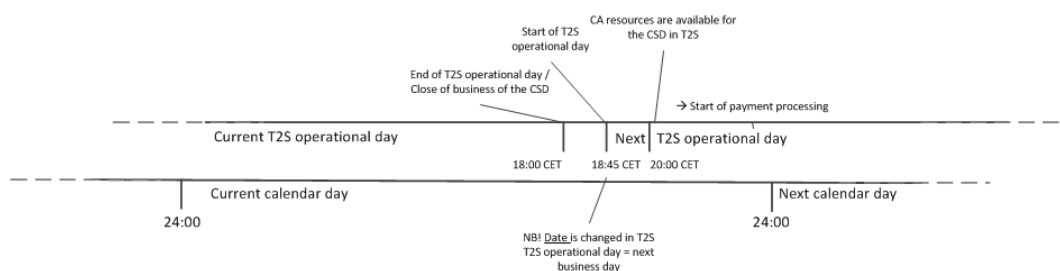 CA resources are available for
the CSD in T2S
Start of T2S
operational day
End of T2S operational day /
Close of business of the CSD
→ Start of payment processing
Current T2S operational day
Next
T2S operational day
18:00 CET
18:45 CET
20:00 CET
Current calendar day
Next calendar day
24:00
24:00
NB! Date is changed in T2S
T2S operational day = next
business day